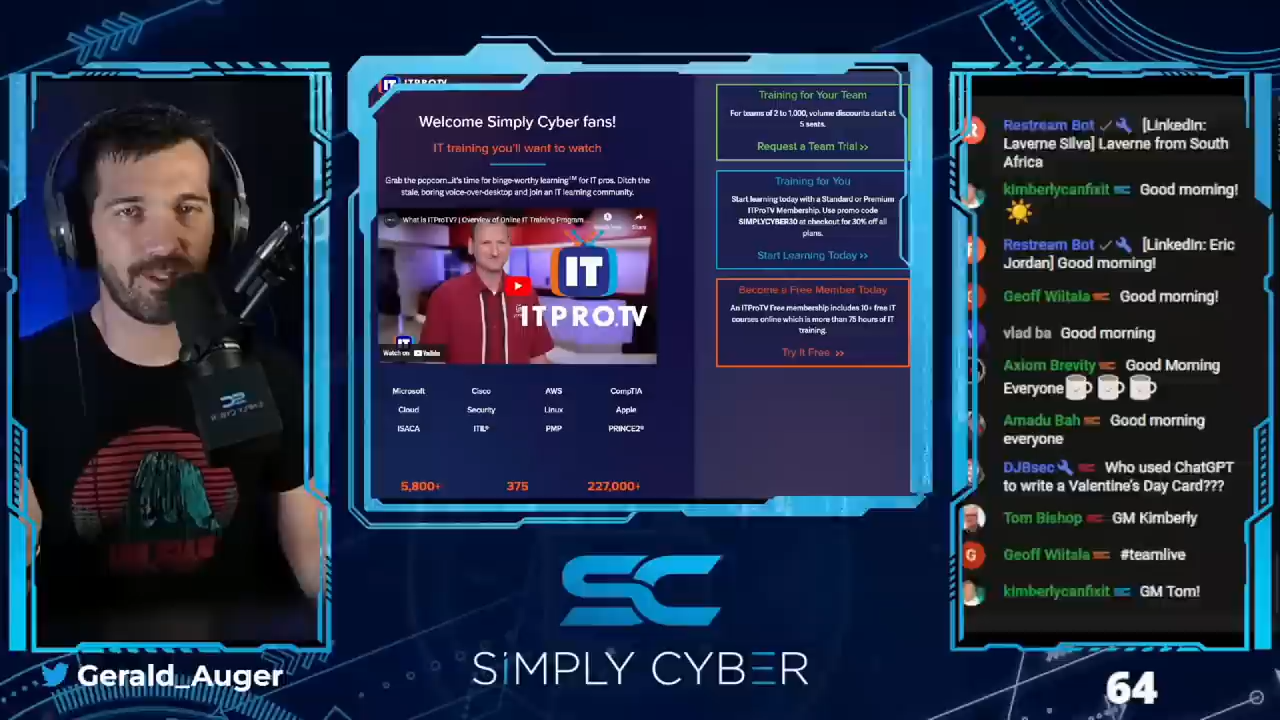 ITPROTV
Welcome Simply Cyber fans!
IT training you'll want to watch
Grab the popcorn...it's time for binge-worthy learning™ for IT pros. Ditch the
stale, boring voice-over-desktop and join an IT learning community.
What is ITProTV? | Overview of Online IT Training Program
Share
IT
ITPRO.TV
Watch on YouTube
Microsoft Cisco AWS CompTIA
Cloud Security Linux Apple
ISACA ITIL® PMP PRINCE2®
5,800+ 375 227,000+
Training for Your Team
For teams of 2 to 1,000, volume discounts start at
5 seats.
Request a Team Trial >>
Training for You
Start learning today with a Standard or Premium
ITProTV Membership. Use promo code
SIMPLYCYBER30 at checkout for 30% off all
plans.
Start Learning Today >>
Become a Free Member Today
An ITProTV Free membership includes 10+ free IT
courses online which is more than 75 hours of IT
training.
Try It Free >>
Restream Bot [LinkedIn:
Laverne Silva] Laverne from South
Africa
kimberlycanfixit Good morning!
Restream Bot [LinkedIn: Eric
Jordan] Good morning!
Geoff Wiitala Good morning!
vlad ba Good morning
Axiom Brevity Good Morning
Everyone
Amadu Bah Good morning
everyone
DJBsec Who used ChatGPT
to write a Valentine's Day Card???
Tom Bishop GM Kimberly
Geoff Wiitala #teamlive
kimberlycanfixit GM Tom!
SC
SIMPLY CYBER
Gerald_Auger
64